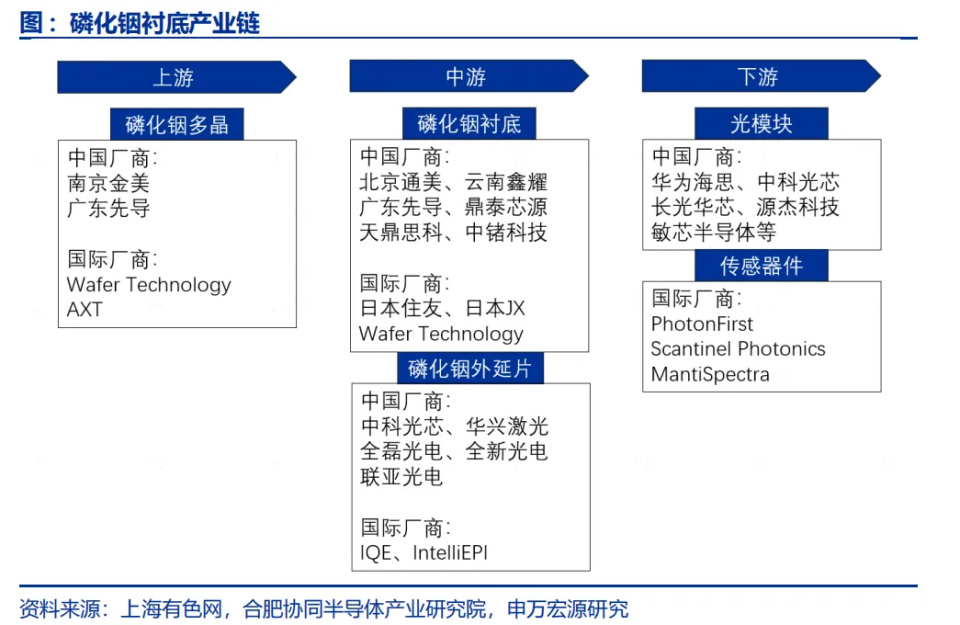 图：磷化铟衬底产业链
上游
磷化铟多晶
中国厂商：
南京金美
广东先导
国际厂商：
Wafer Technology
AXT
中游
磷化铟衬底
中国厂商：
北京通美、云南鑫耀
广东先导、鼎泰芯源
天鼎思科、中锗科技
国际厂商：
日本住友、日本JX
Wafer Technology
磷化铟外延片
中国厂商：
中科光芯、华兴激光
全磊光电、全新光电
联亚光电
国际厂商：
IQE、IntelliEPI
下游
光模块
中国厂商：
华为海思、中科光芯
长光华芯、源杰科技
敏芯半导体等
传感器件
国际厂商：
PhotonFirst
Scantinel Photonics
MantiSpectra
资料来源：上海有色网，合肥协同半导体产业研究院，申万宏源研究